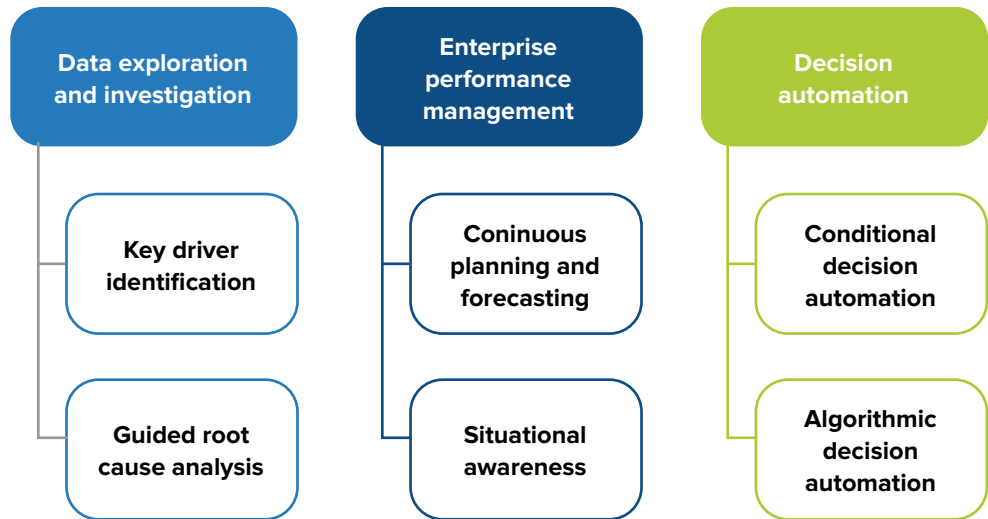 Data exploration
and investigation
Key driver
identification
Guided root
cause analysis
Enterprise
performance
management
Coninuous
planning and
forecasting
Situational
awareness
Decision
automation
Conditional
decision
automation
Algorithmic
decision
automation